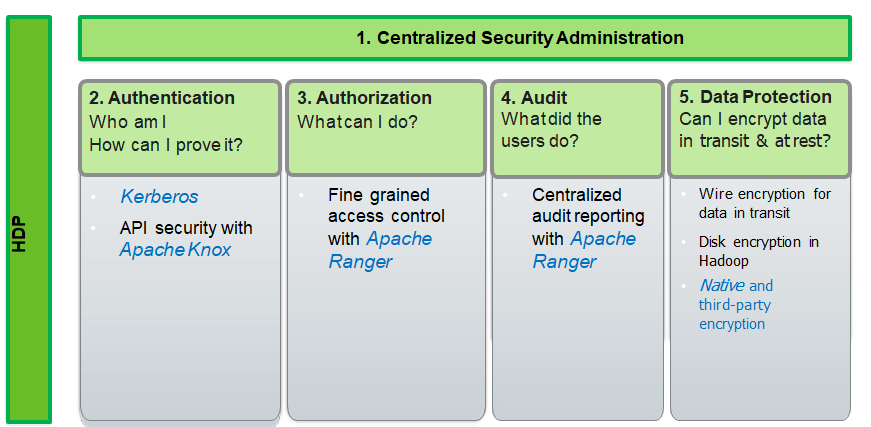 HDP
1. Centralized Security Administration
2. Authentication
Who am I
How can I prove it?
Kerberos
API security with
Apache Knox
3. Authorization
What can I do?
Fine grained
access control
with Apache
Ranger
4. Audit
What did the
users do?
Centralized
audit reporting
with Apache
Ranger
5. Data Protection
Can I encrypt data
in transit & at rest?
Wire encryption for
data in transit
Disk encryption in
Hadoop
Native and
third-party
encryption